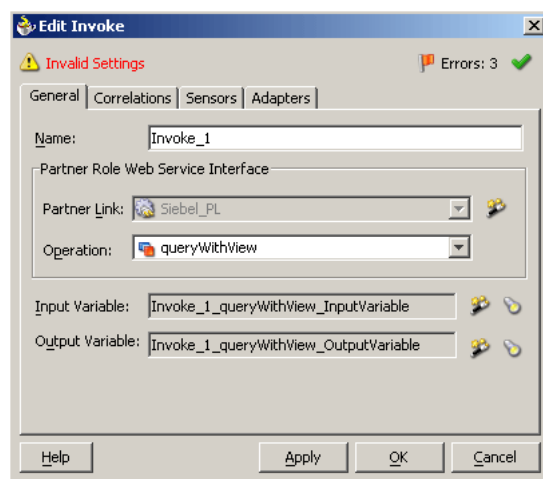 Edit Invoke
Invalid Settings Errors: 3
General Correlations Sensors Adapters
Name: Invoke_1
Partner Role Web Service Interface
Partner Link: Siebel_PL
Operation: queryWithView
Input Variable: Invoke_1_queryWithView_InputVariable
Output Variable: Invoke_1_queryWithView_OutputVariable
Help Apply OK Cancel